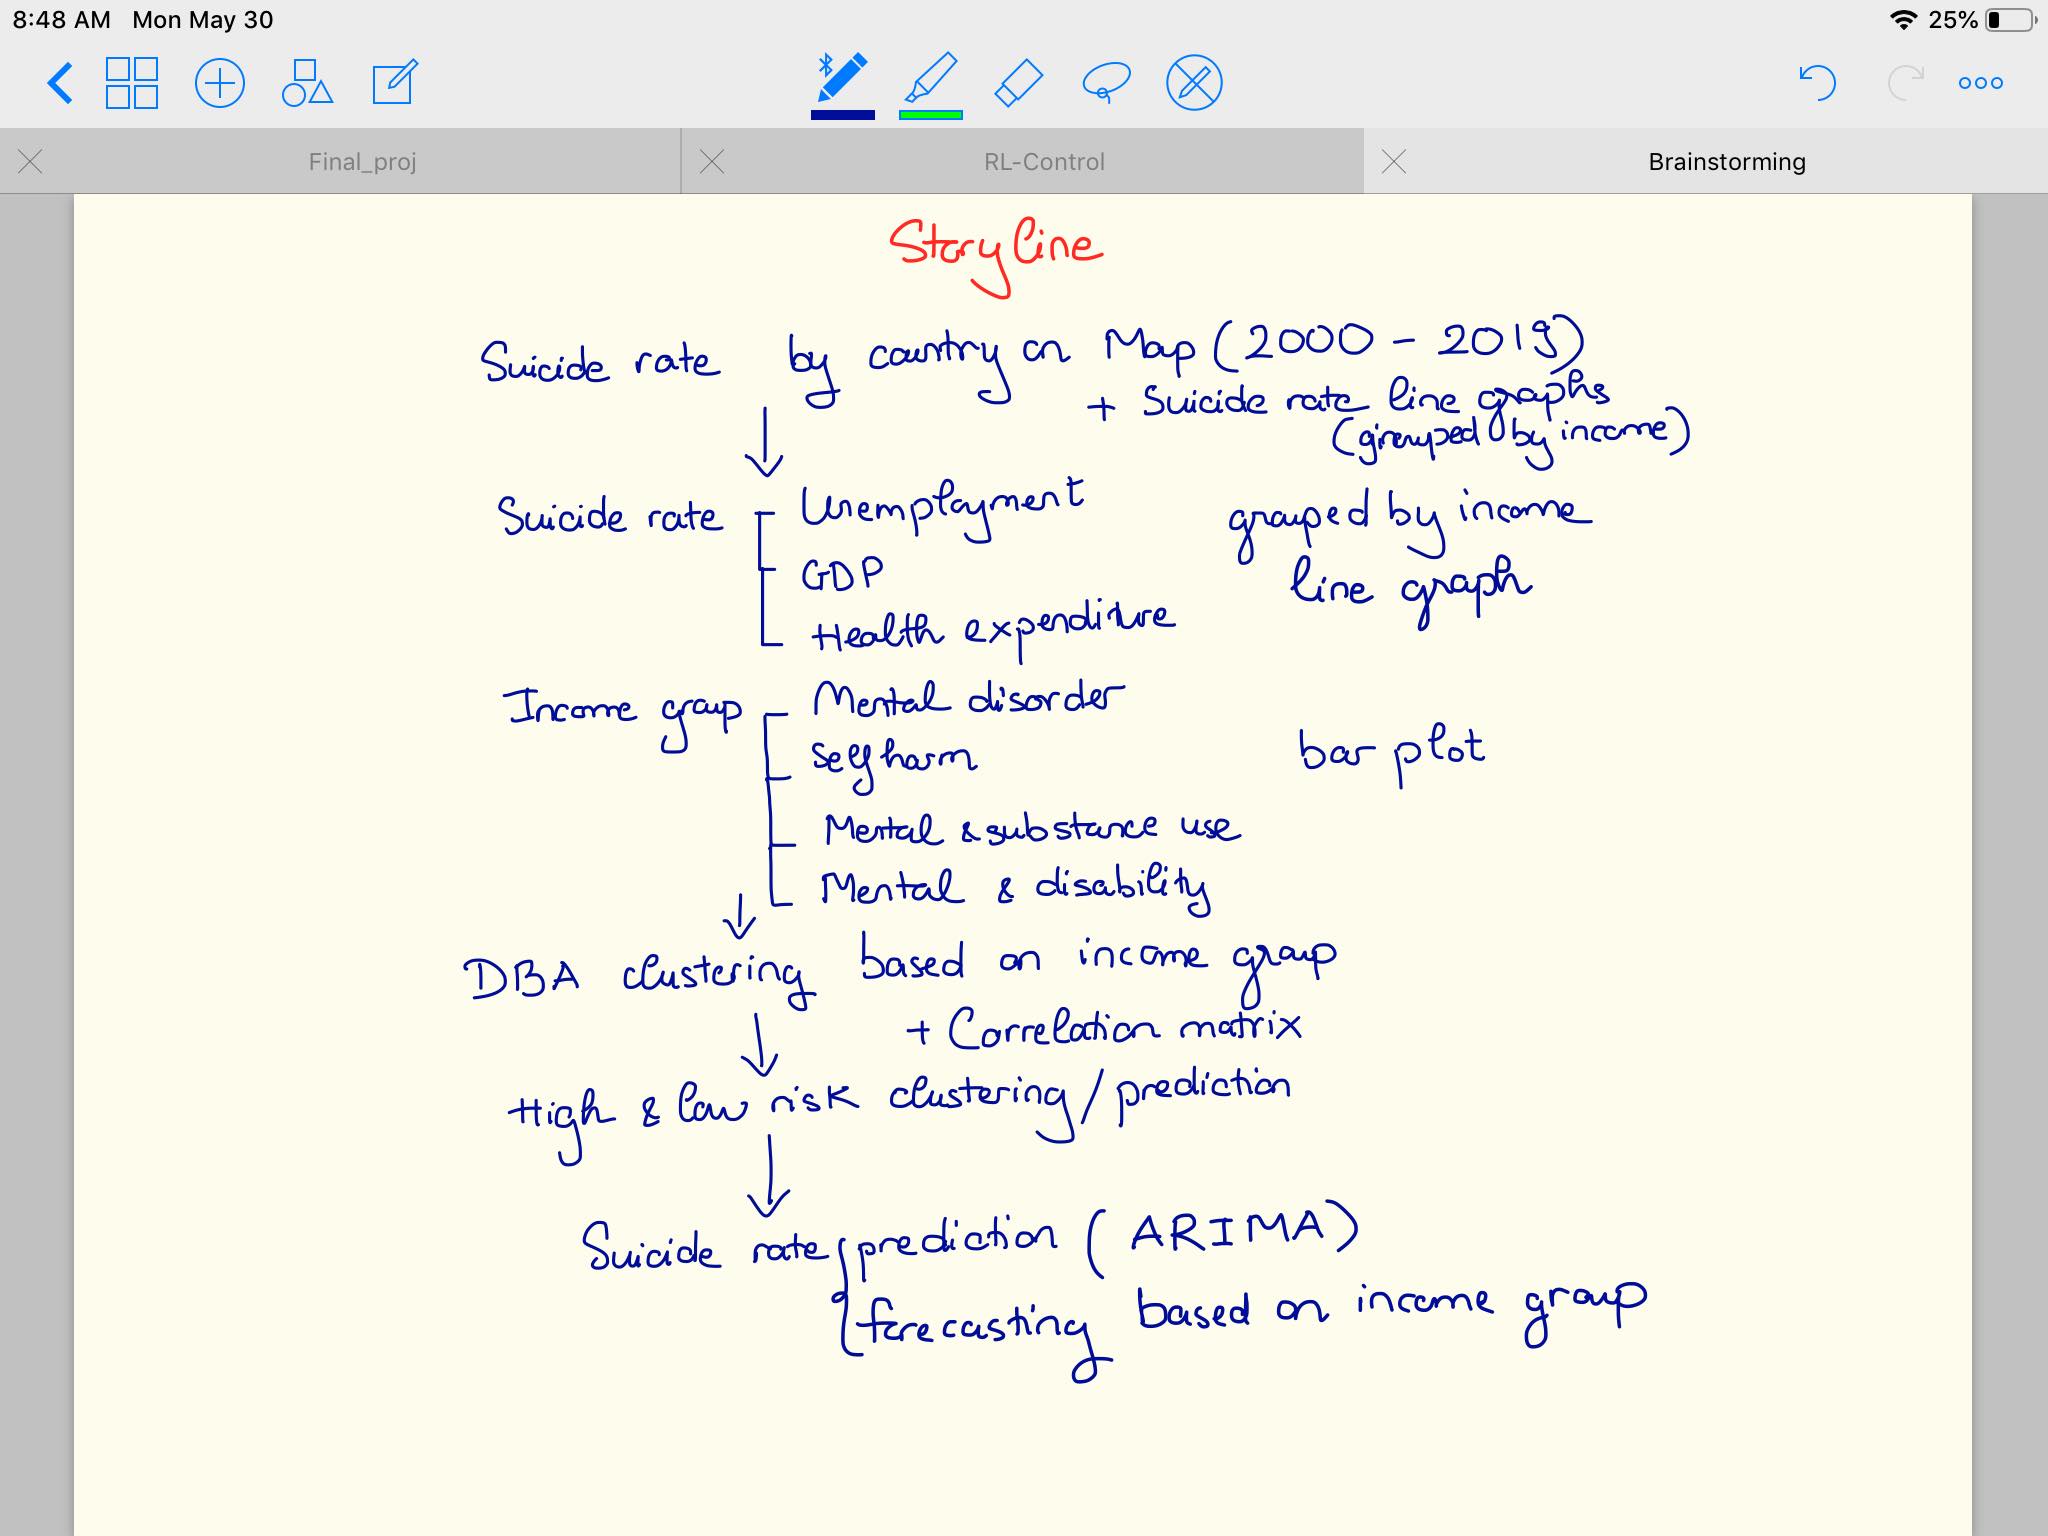 8:48 AM Mon May 30 25%
Final_proj RL-Control Brainstorming
Storyline
Suicide rate by country on Map (2000 - 2019)
+ Suicide rate line graphs
(grouped by income)
Suicide rate Unemployment grouped by income
GDP line graph
Health expenditure
Income group Mental disorder
Self harm bar plot
Mental & substance use
Mental & disability
DBA clustering based on income group
+ Correlation matrix
High & low risk clustering/prediction
Suicide rate prediction (ARIMA)
forecasting based on income group